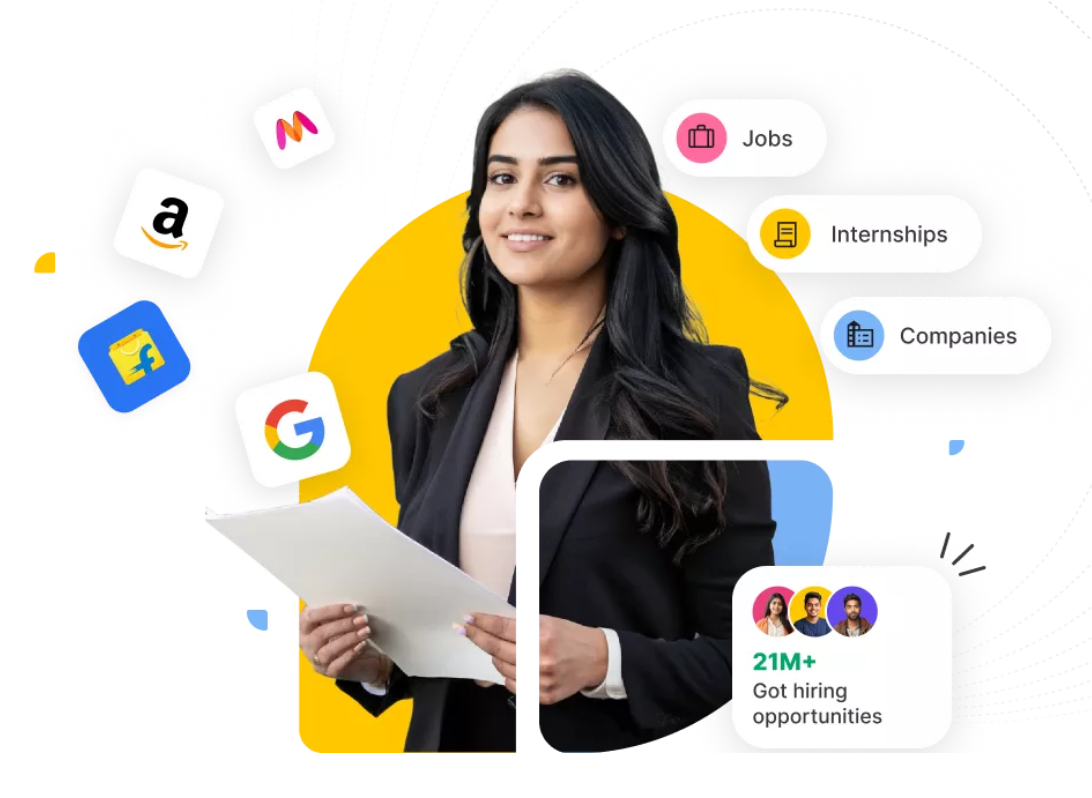 a
f
G
Jobs
Internships
Companies
21M+
Got hiring
opportunities